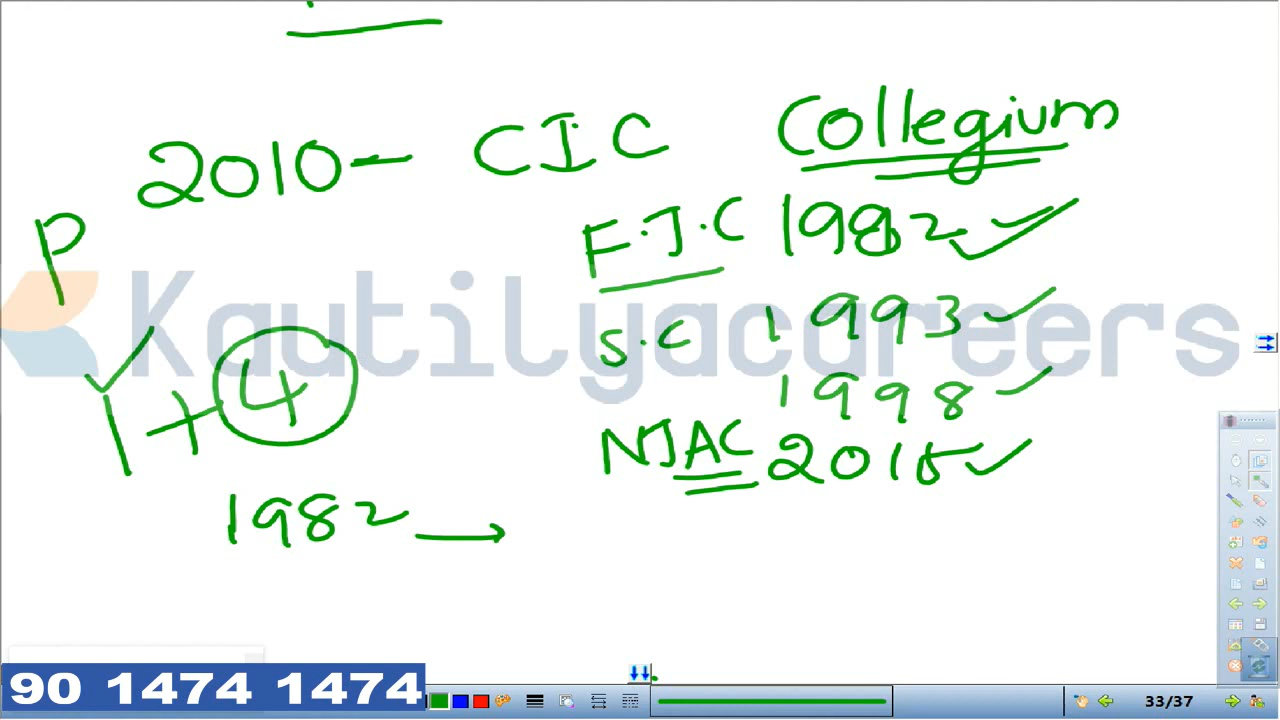 2010 - CIC Collegium
P F.J.C 1982
Kautilyacareers
S.C 1993
Y + 4 1998
NJAC 2015
1982 →
90 1474 1474
33/37